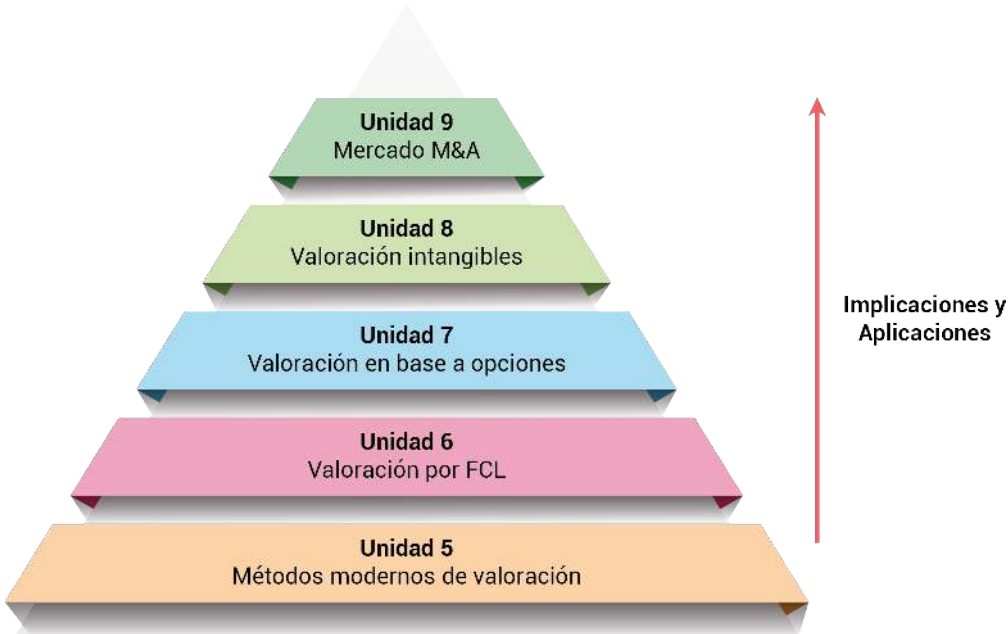 Unidad 9
Mercado M&A
Unidad 8
Valoración intangibles
Unidad 7
Valoración en base a opciones
Unidad 6
Valoración por FCL
Unidad 5
Métodos modernos de valoración
Implicaciones y
Aplicaciones